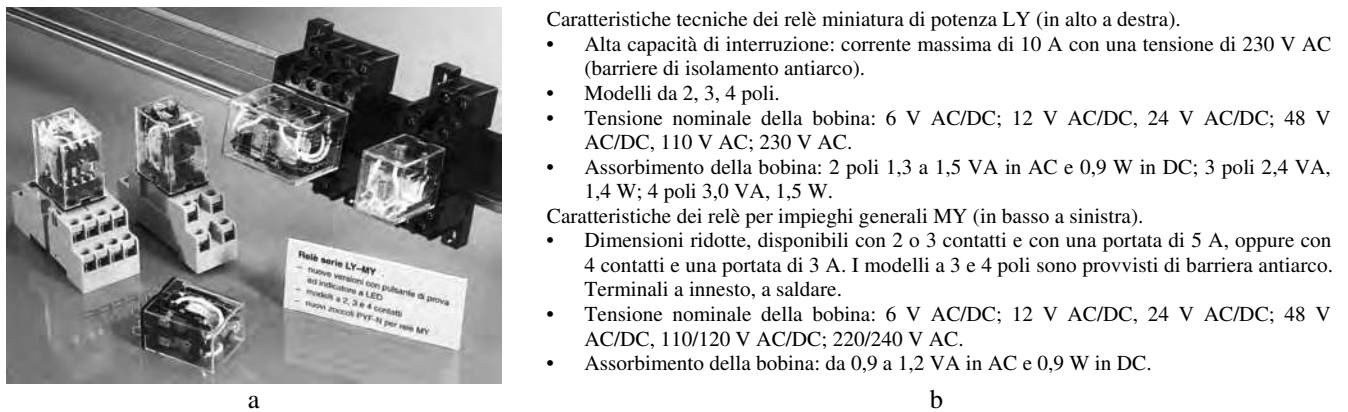 Relè serie LY–MY
– nuove versioni con pulsante di prova
ed indicatore a LED
– modelli a 2, 3 e 4 contatti
– nuovi zoccoli PYF-N per relè MY
a
Caratteristiche tecniche dei relè miniatura di potenza LY (in alto a destra).
• Alta capacità di interruzione: corrente massima di 10 A con una tensione di 230 V AC
(barriere di isolamento antiarco).
• Modelli da 2, 3, 4 poli.
• Tensione nominale della bobina: 6 V AC/DC; 12 V AC/DC, 24 V AC/DC; 48 V
AC/DC, 110 V AC; 230 V AC.
• Assorbimento della bobina: 2 poli 1,3 a 1,5 VA in AC e 0,9 W in DC; 3 poli 2,4 VA,
1,4 W; 4 poli 3,0 VA, 1,5 W.
Caratteristiche dei relè per impieghi generali MY (in basso a sinistra).
• Dimensioni ridotte, disponibili con 2 o 3 contatti e con una portata di 5 A, oppure con
4 contatti e una portata di 3 A. I modelli a 3 e 4 poli sono provvisti di barriera antiarco.
Terminali a innesto, a saldare.
• Tensione nominale della bobina: 6 V AC/DC; 12 V AC/DC, 24 V AC/DC; 48 V
AC/DC, 110/120 V AC/DC; 220/240 V AC.
• Assorbimento della bobina: da 0,9 a 1,2 VA in AC e 0,9 W in DC.
b